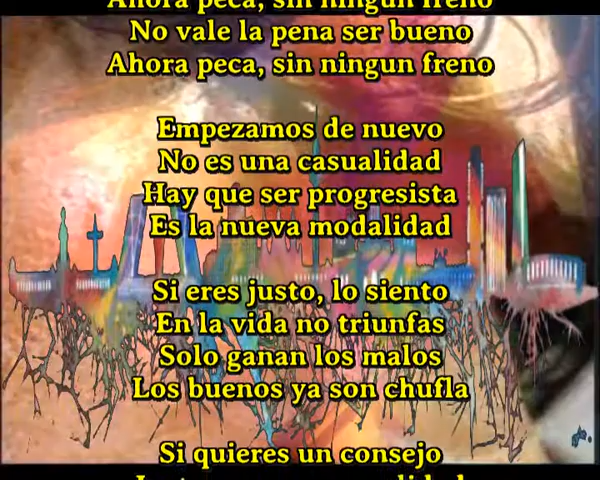 Ahora peca, sin ningun freno
No vale la pena ser bueno
Ahora peca, sin ningun freno
Empezamos de nuevo
No es una casualidad
Hay que ser progresista
Es la nueva modalidad
Si eres justo, lo siento
En la vida no triunfas
Solo ganan los malos
Los buenos ya son chufla
Si quieres un consejo